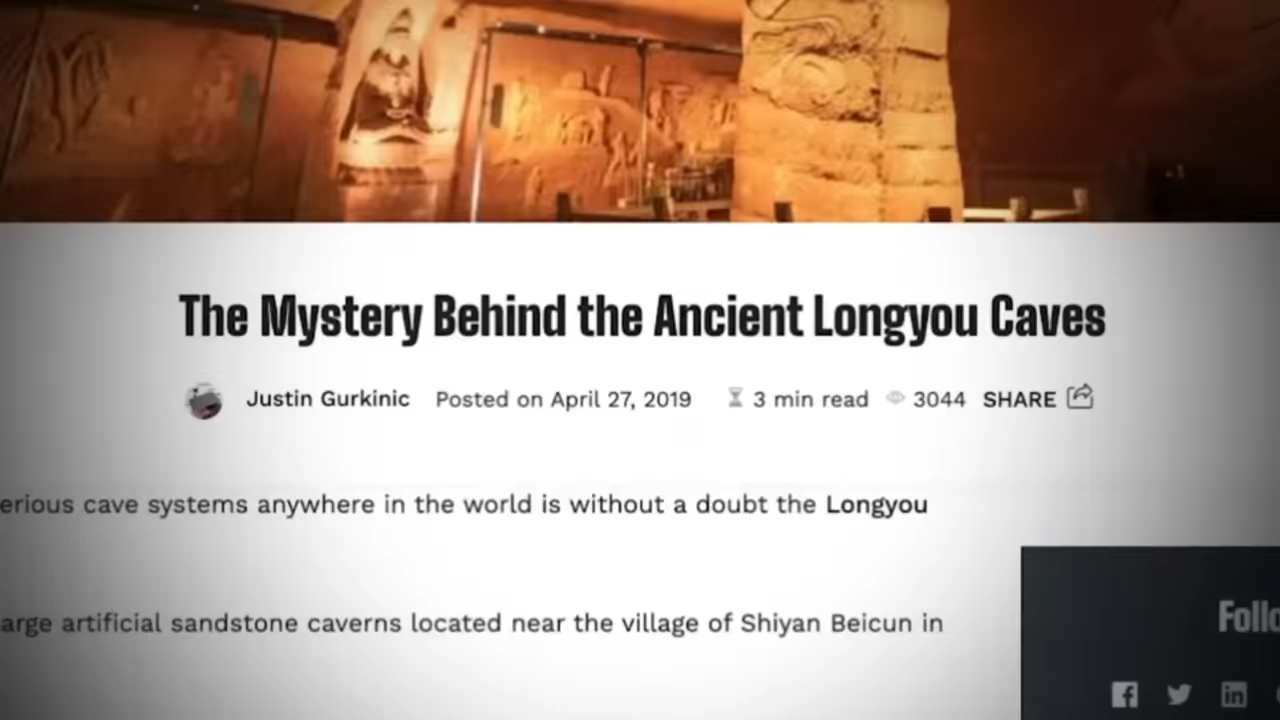 The Mystery Behind the Ancient Longyou Caves
Justin Gurkinic Posted on April 27, 2019 3 min read 3044 SHARE
erious cave systems anywhere in the world is without a doubt the Longyou
arge artificial sandstone caverns located near the village of Shiyan Beicun in
Follo